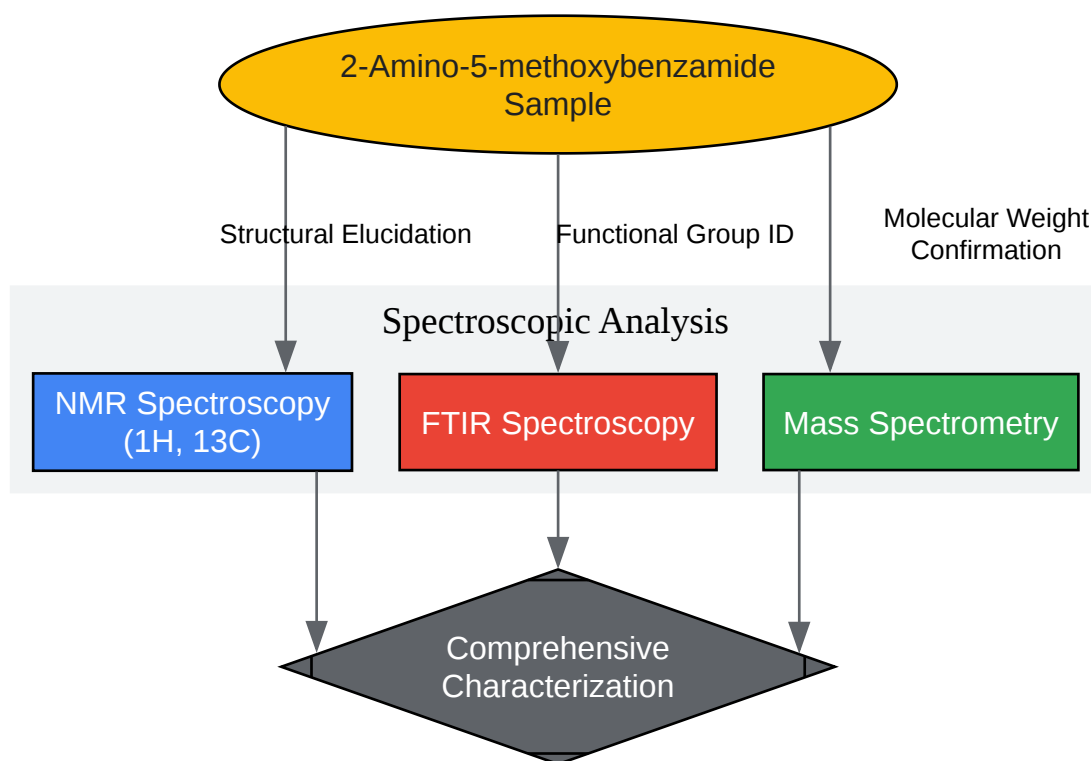 2-Amino-5-methoxybenzamide
Sample
Structural Elucidation
Functional Group ID
Molecular Weight
Confirmation
Spectroscopic Analysis
NMR Spectroscopy
(1H, 13C)
FTIR Spectroscopy
Mass Spectrometry
Comprehensive
Characterization